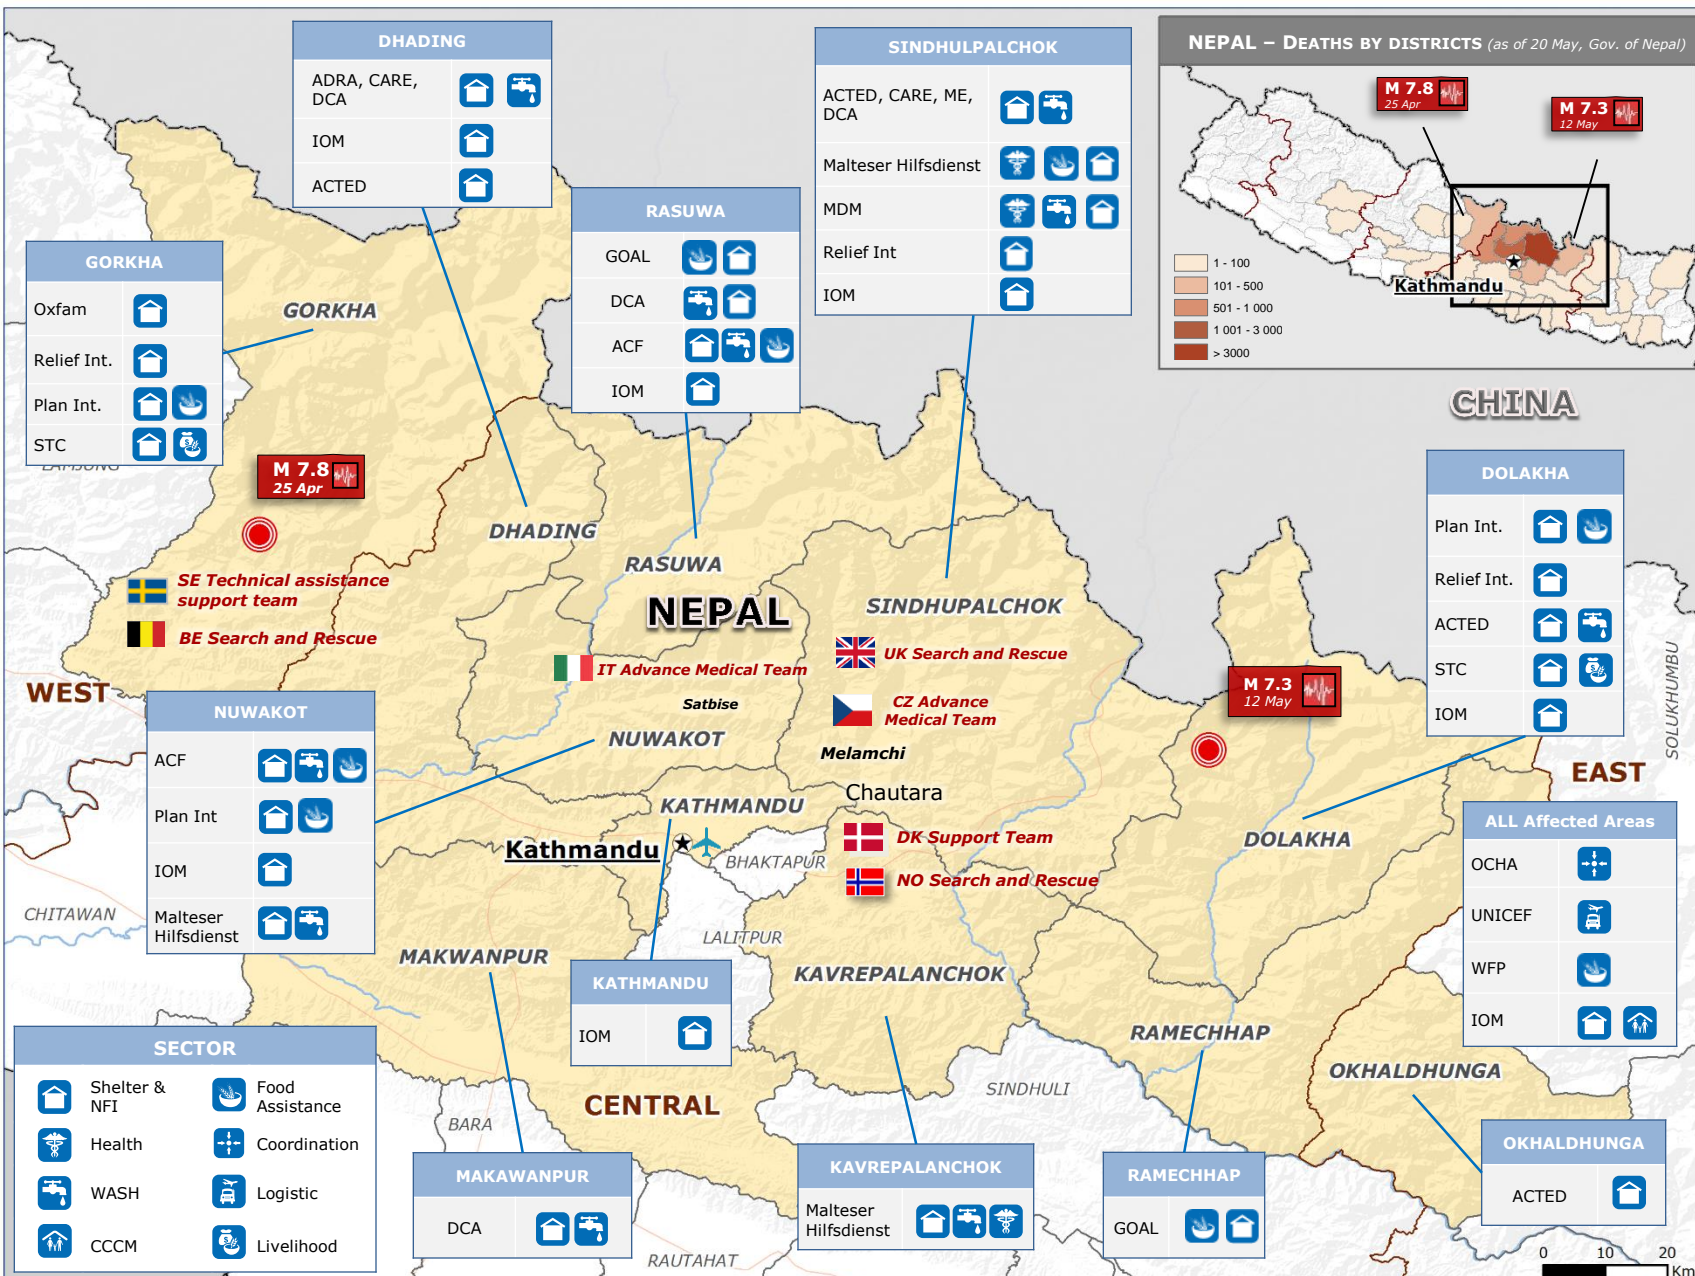 DHADING
ADRA, CARE,
DCA
IOM
ACTED
SINDHULPALCHOK
ACTED, CARE, ME,
DCA
Malteser Hilfsdienst
MDM
Relief Int
IOM
NEPAL – DEATHS BY DISTRICTS (as of 20 May, Gov. of Nepal)
M 7.8
25 Apr
M 7.3
12 May
Kathmandu
1 - 100
101 - 500
501 - 1 000
1 001 - 3 000
> 3000
RASUWA
GOAL
DCA
ACF
IOM
GORKHA
Oxfam
Relief Int.
Plan Int.
STC
GORKHA
LAMJUNG
M 7.8
25 Apr
CHINA
DOLAKHA
Plan Int.
Relief Int.
ACTED
STC
IOM
DHADING
RASUWA
NEPAL
SINDHUPALCHOK
SE Technical assistance
support team
BE Search and Rescue
UK Search and Rescue
IT Advance Medical Team
CZ Advance
Medical Team
M 7.3
12 May
SOLUKHUMBU
WEST
Satbise
NUWAKOT
Melamchi
EAST
NUWAKOT
ACF
Plan Int
IOM
Malteser
Hilfsdienst
Chautara
KATHMANDU
Kathmandu
BHAKTAPUR
DK Support Team
NO Search and Rescue
DOLAKHA
ALL Affected Areas
OCHA
UNICEF
WFP
IOM
CHITAWAN
LALITPUR
MAKWANPUR
KAVREPALANCHOK
KATHMANDU
IOM
RAMECHHAP
OKHALDHUNGA
SINDHULI
CENTRAL
BARA
SECTOR
Shelter &
NFI
Food
Assistance
Health
Coordination
WASH
Logistic
CCCM
Livelihood
MAKAWANPUR
DCA
KAVREPALANCHOK
Malteser
Hilfsdienst
RAMECHHAP
GOAL
OKHALDHUNGA
ACTED
RAUTAHAT
0 10 20
Km